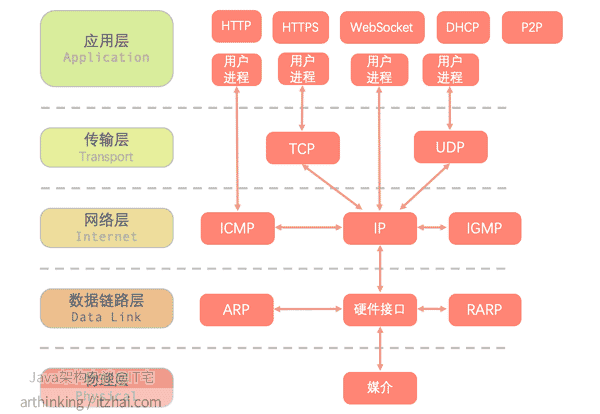 应用层
Application
HTTP
HTTPS
WebSocket
DHCP
P2P
用户
进程
用户
进程
用户
进程
用户
进程
传输层
Transport
TCP
UDP
网络层
Internet
ICMP
IP
IGMP
数据链路层
Data Link
ARP
硬件接口
RARP
物理层
Physical
媒介
Java架构
IT宅
arthinking / itzhai.com